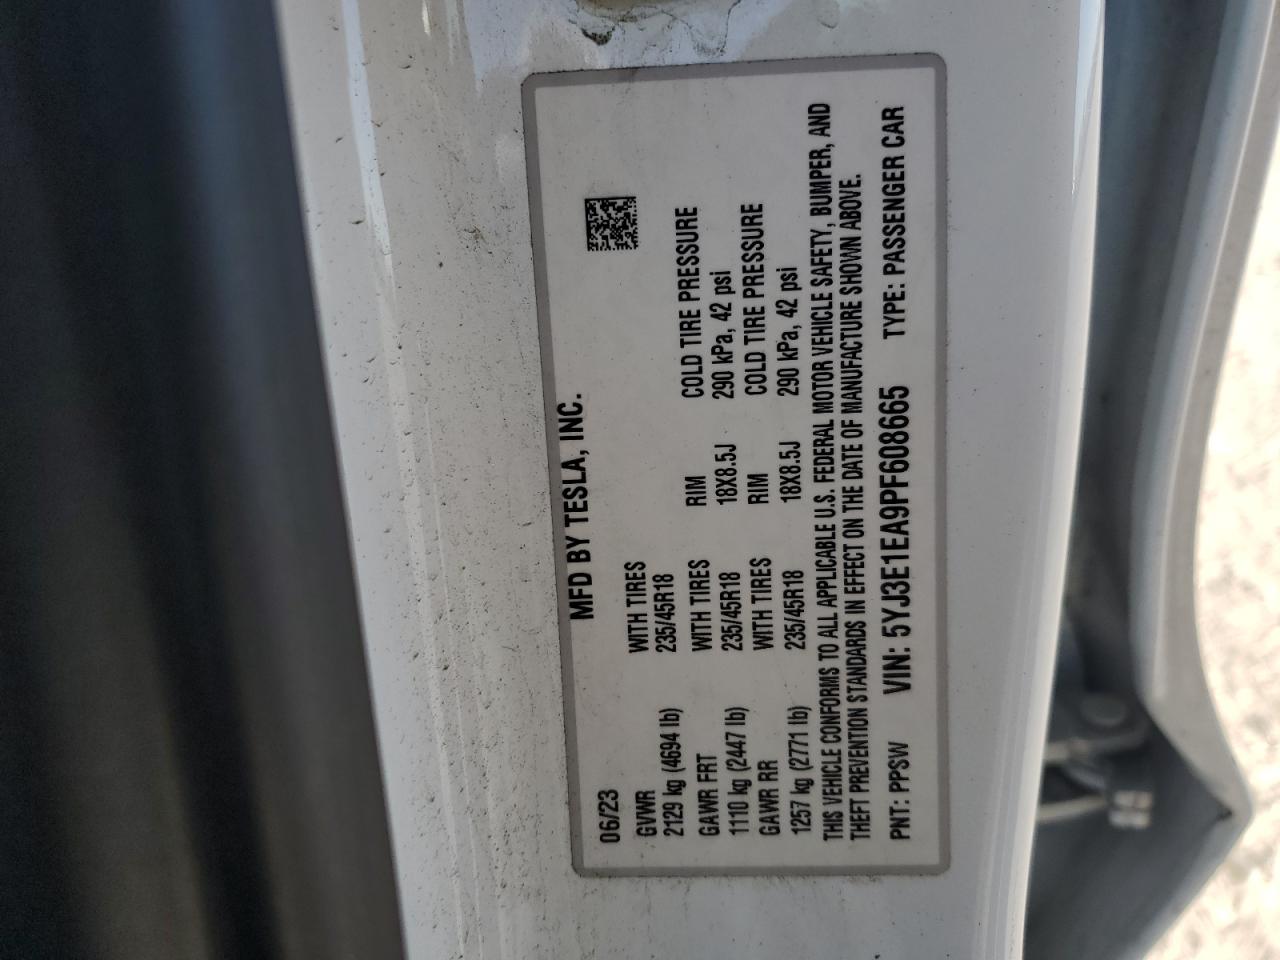 MFD BY TESLA, INC.
06/23
GVWR WITH TIRES
2129 kg (4694 lb) 235/45R18
GAWR FRT WITH TIRES RIM COLD TIRE PRESSURE
1110 kg (2447 lb) 235/45R18 18X8.5J 290 kPa, 42 psi
GAWR RR WITH TIRES RIM COLD TIRE PRESSURE
1257 kg (2771 lb) 235/45R18 18X8.5J 290 kPa, 42 psi
THIS VEHICLE CONFORMS TO ALL APPLICABLE U.S. FEDERAL MOTOR VEHICLE SAFETY, BUMPER, AND
THEFT PREVENTION STANDARDS IN EFFECT ON THE DATE OF MANUFACTURE SHOWN ABOVE.
PNT: PPSW VIN: 5YJ3E1EA9PF608665 TYPE: PASSENGER CAR